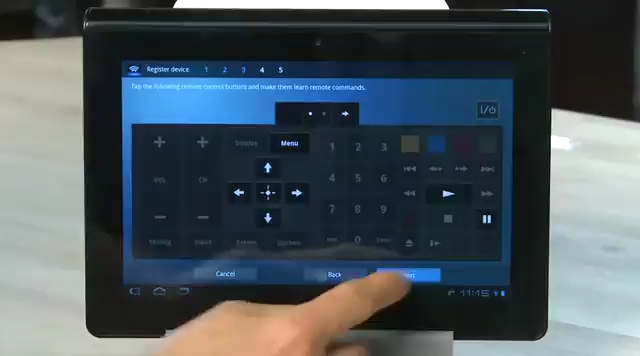 Register device 1 2 3 4 5
Tap the following remote control buttons and make them learn remote commands.
Display Menu
1 2 3
VOL CH
4 5 6
7 8 9
Muting Input Return Options
0
Cancel Back
11:15